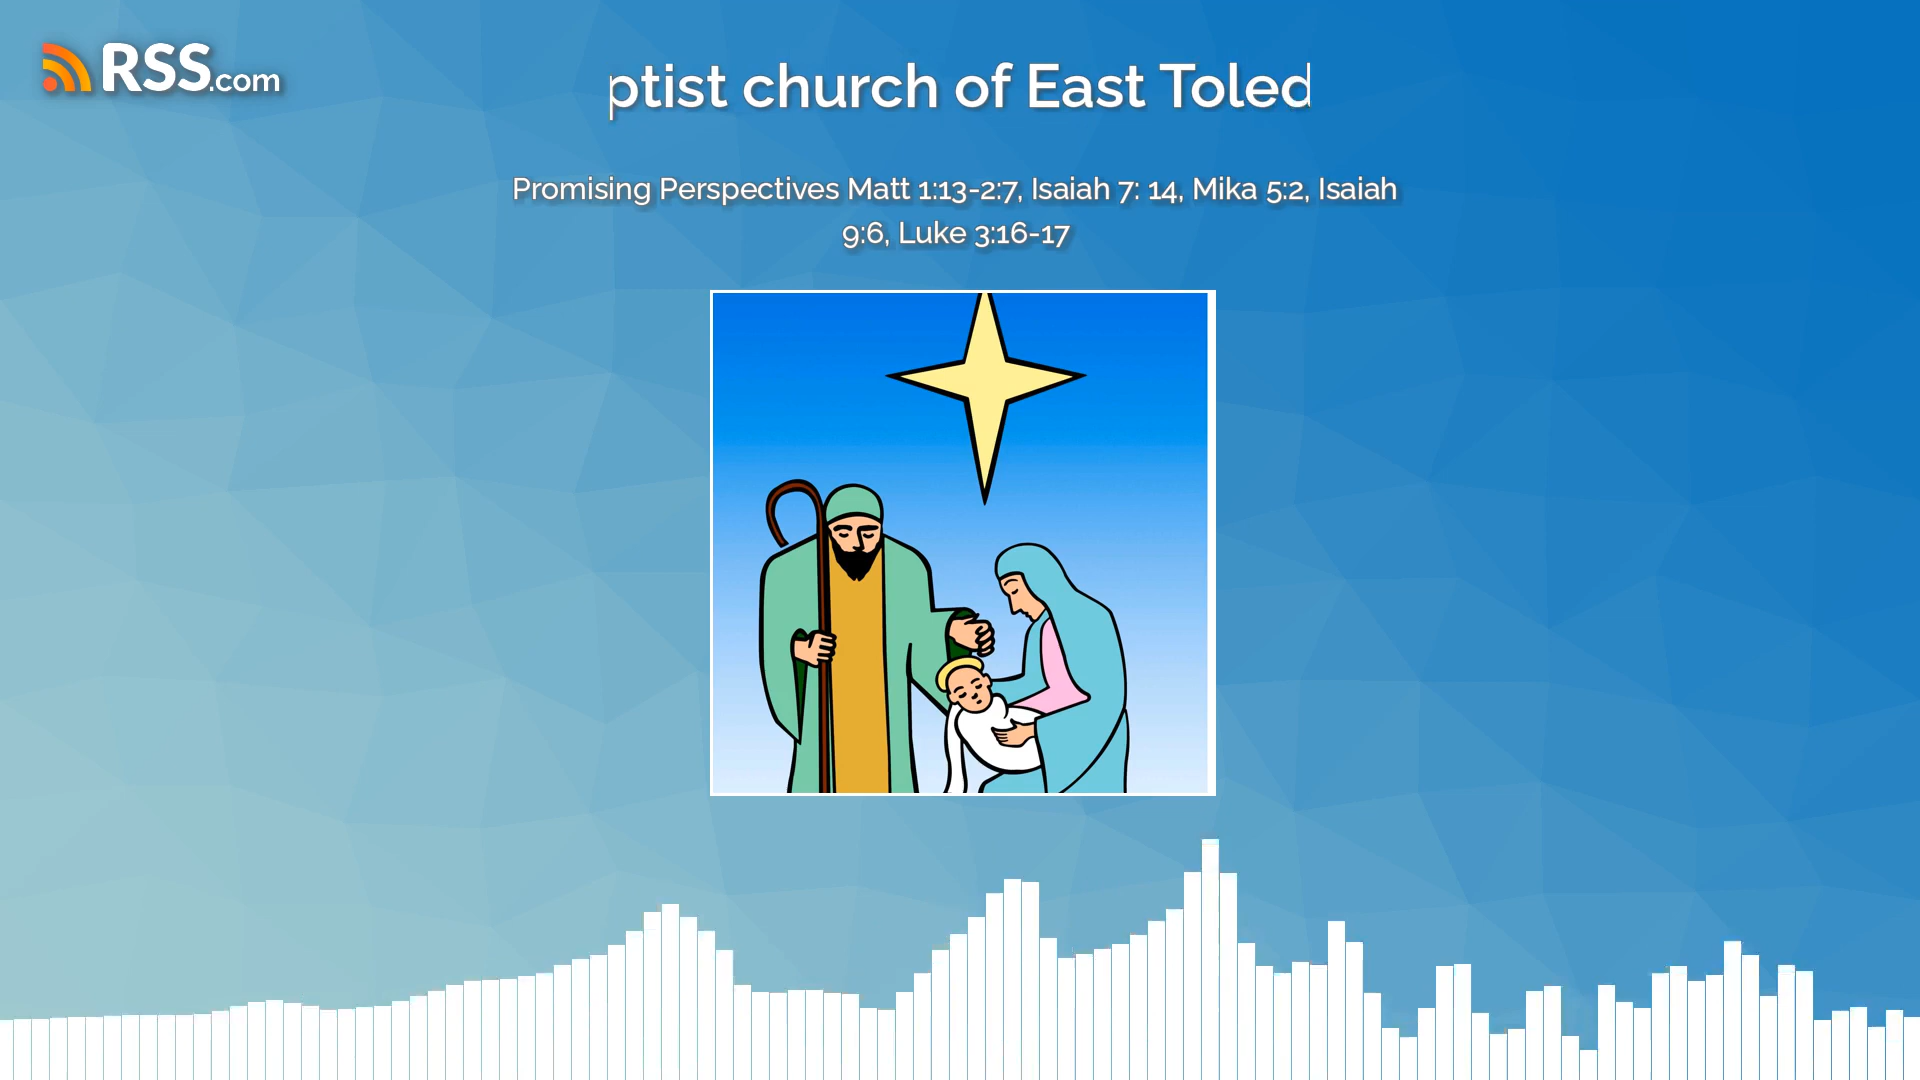 RSS.com
ptist church of East Toled
Promising Perspectives Matt 1:13-2:7, Isaiah 7: 14, Mika 5:2, Isaiah
9:6, Luke 3:16-17